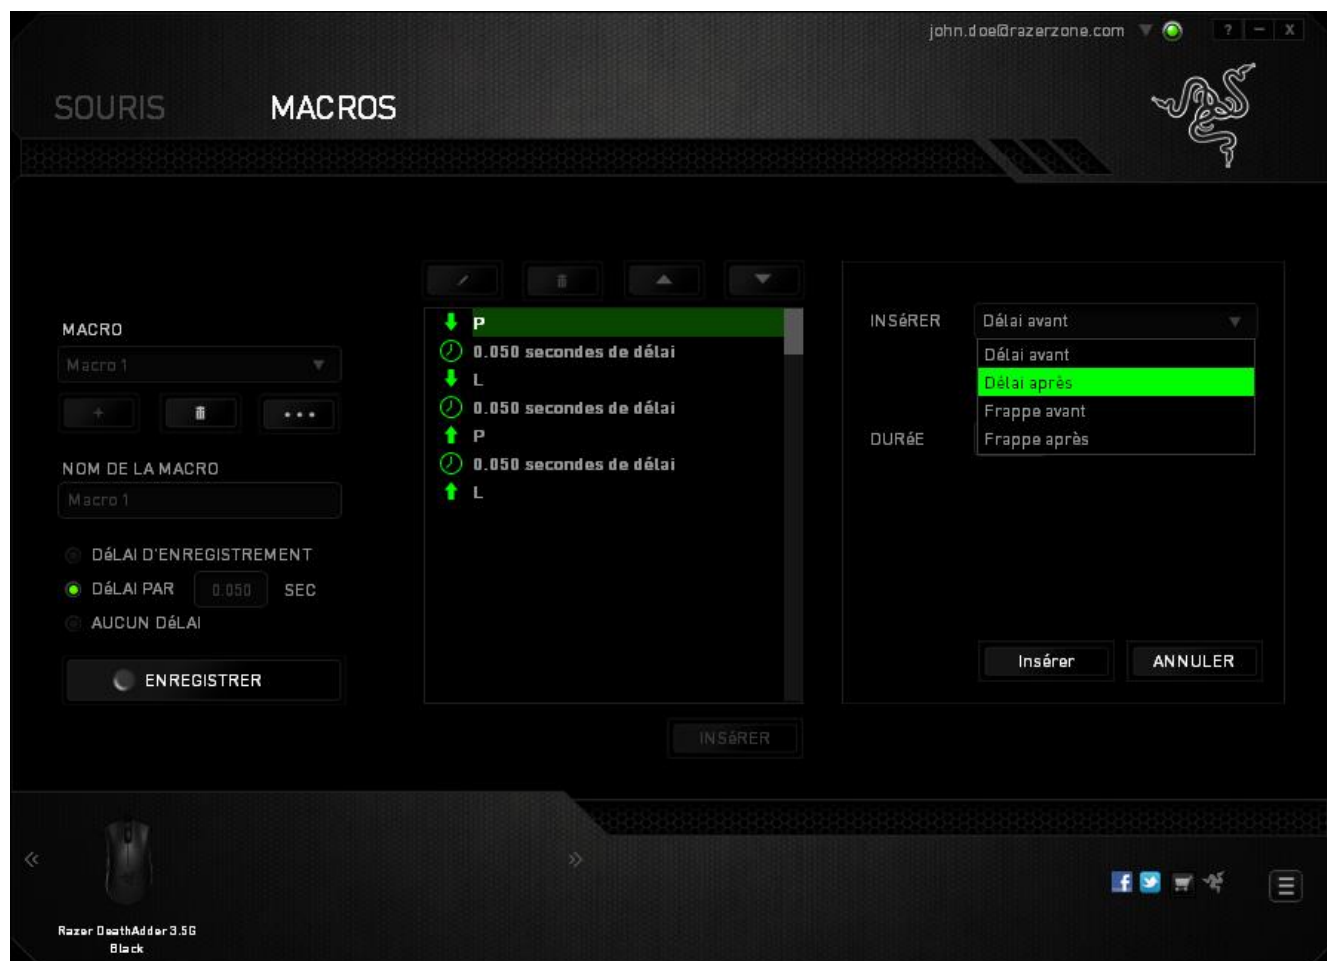 john.doe@razerzone.com
? – X
SOURIS MACROS
MACRO
Macro 1
+ ...
NOM DE LA MACRO
Macro 1
DéLAI D'ENREGISTREMENT
DéLAI PAR 0.050 SEC
AUCUN DéLAI
ENREGISTRER
P
0.050 secondes de délai
L
0.050 secondes de délai
P
0.050 secondes de délai
L
INSéRER
INSéRER Délai avant
Délai avant
Délai après
Frappe avant
Frappe après
DURéE
Insérer ANNULER
Razer DeathAdder 3.5G
Black